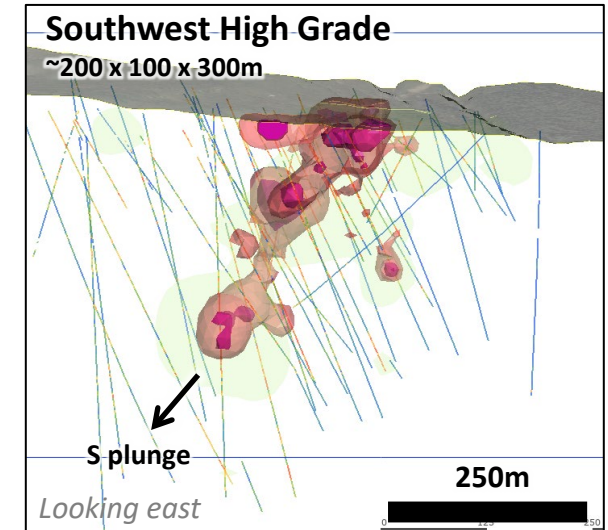 Southwest High Grade
~200 x 100 x 300m
S plunge
250m
Looking east
0 125 250